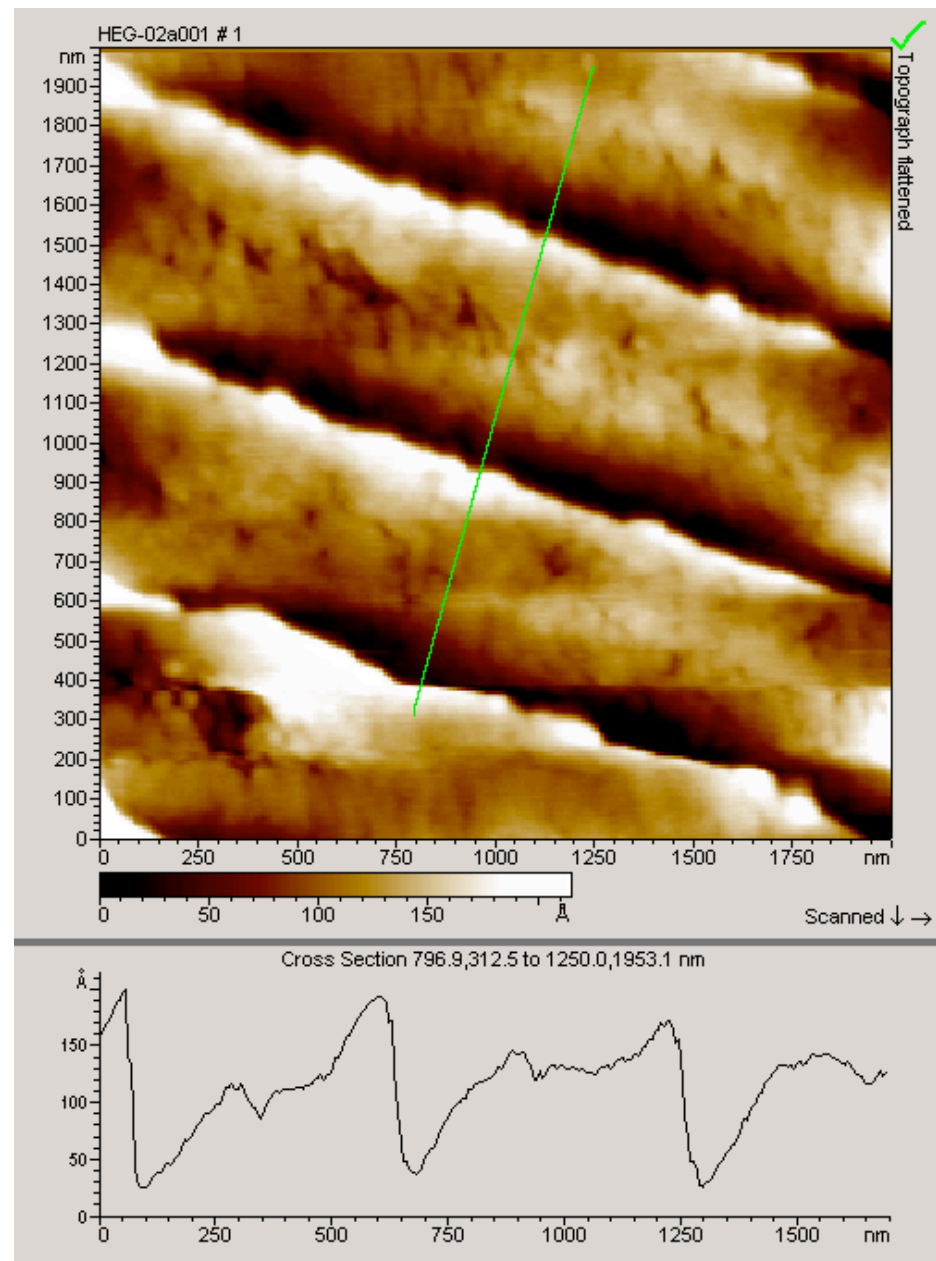 HEG-02a001 # 1
nm
1900
1800
1700
1600
1500
1400
1300
1200
1100
1000
900
800
700
600
500
400
300
200
100
0
Topograph flattened
0 250 500 750 1000 1250 1500 1750 nm
0 50 100 150 Å
Scanned ↓ →
Cross Section 796.9,312.5 to 1250.0,1953.1 nm
Å
150
100
50
0
0 250 500 750 1000 1250 1500 nm